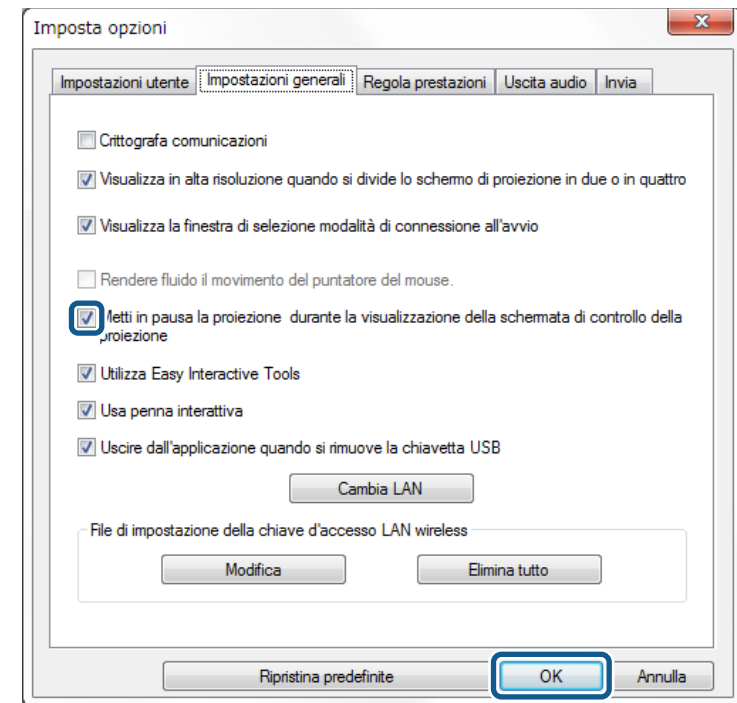 Imposta opzioni
Impostazioni utente Impostazioni generali Regola prestazioni Uscita audio Invia
Crittografa comunicazioni
Visualizza in alta risoluzione quando si divide lo schermo di proiezione in due o in quattro
Visualizza la finestra di selezione modalità di connessione all'avvio
Rendere fluido il movimento del puntatore del mouse.
Metti in pausa la proiezione durante la visualizzazione della schermata di controllo della
proiezione
Utilizza Easy Interactive Tools
Usa penna interattiva
Uscire dall'applicazione quando si rimuove la chiavetta USB
Cambia LAN
File di impostazione della chiave d'accesso LAN wireless
Modifica Elimina tutto
Ripristina predefinite OK Annulla